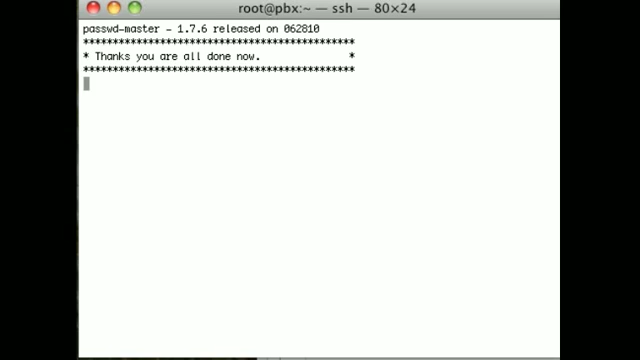 root@pbx:~ — ssh — 80×24
passwd-master - 1.7.6 released on 062810
**********************************************
* Thanks you are all done now.               *
**********************************************